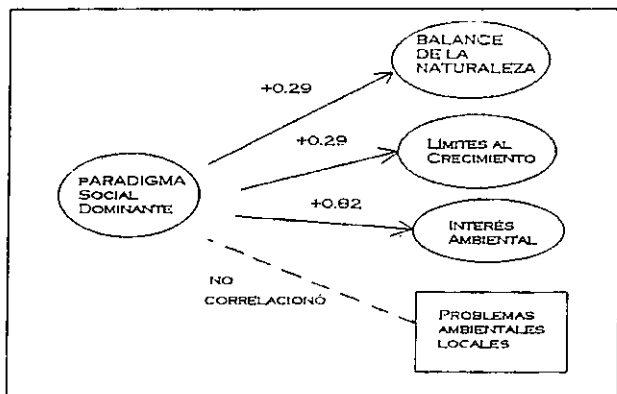 BALANCE
DE LA
NATURALEZA
+0.29
+0.29
LÍMITES AL
CRECIMIENTO
PARADIGMA
SOCIAL
DOMINANTE
+0.82
INTERÉS
AMBIENTAL
NO
CORRELACIONÓ
PROBLEMAS
AMBIENTALES
LOCALES